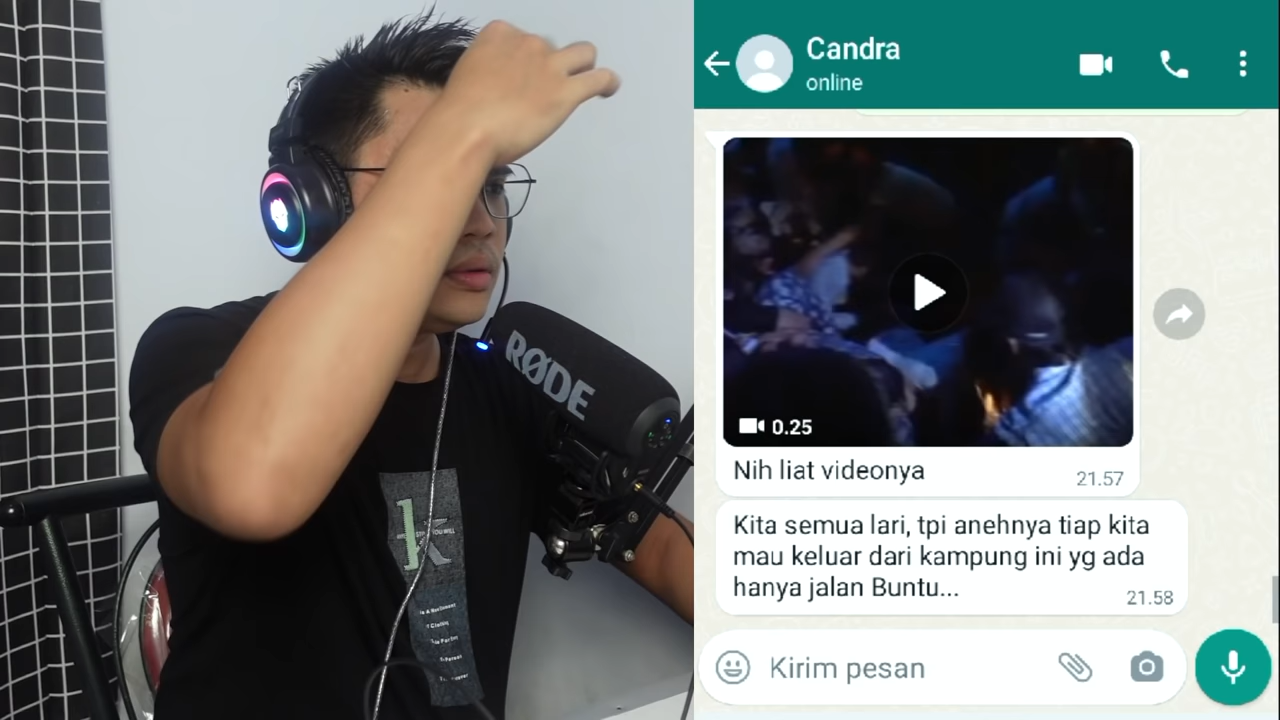 RØDE
k
Candra
online
0.25
Nih liat videonya
21.57
Kita semua lari, tpi anehnya tiap kita
mau keluar dari kampung ini yg ada
hanya jalan Buntu...
21.58
Kirim pesan